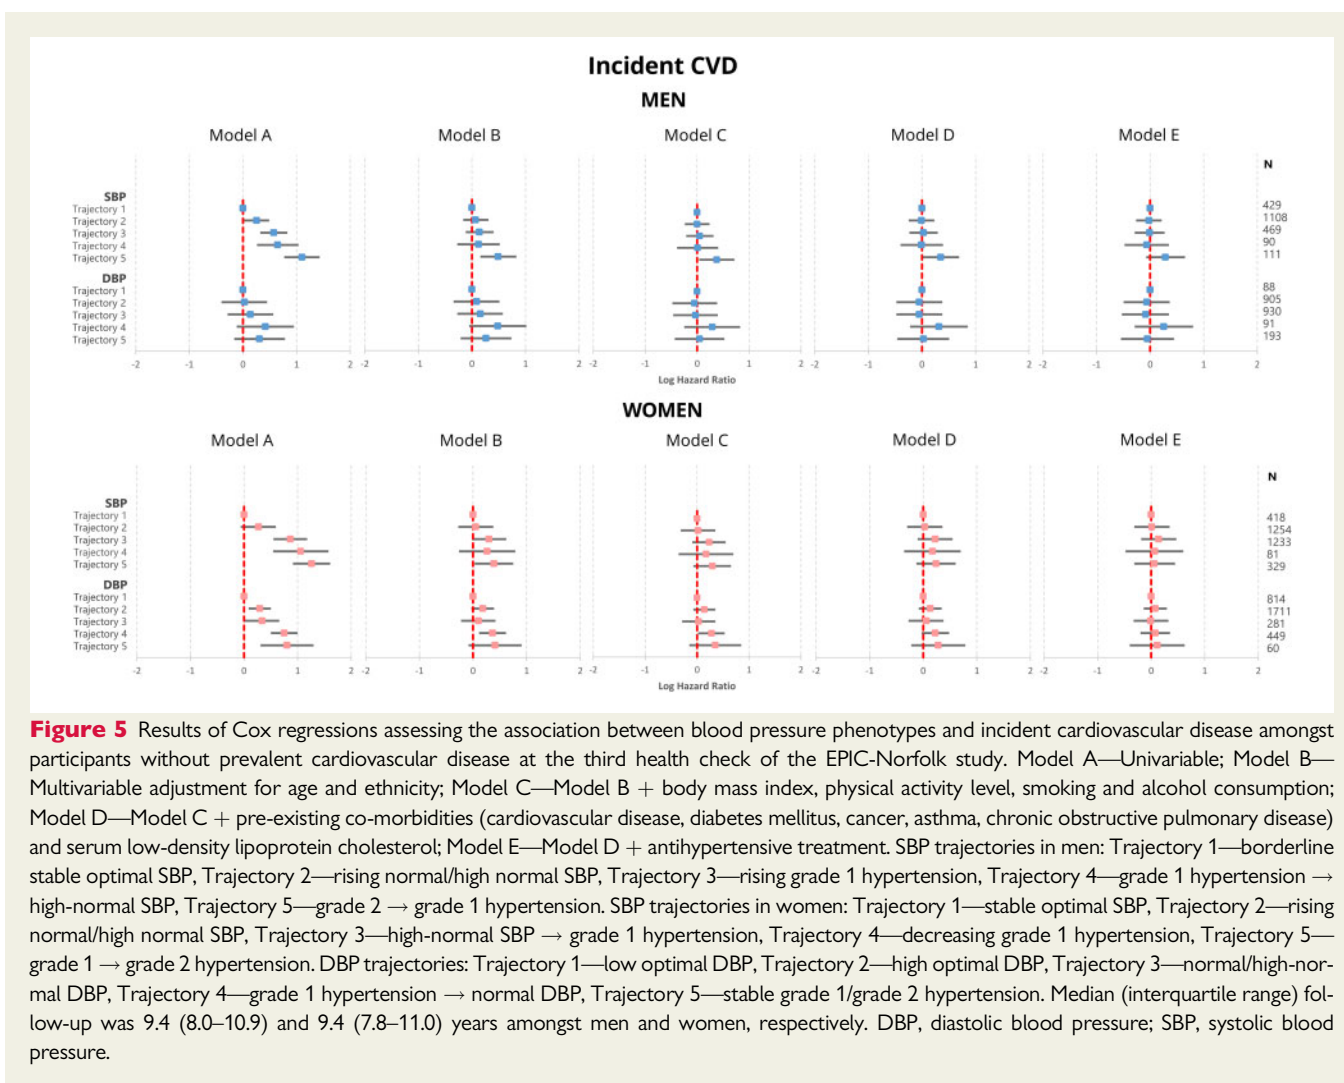 Incident CVD
MEN
Model A Model B Model C Model D Model E
N
SBP
Trajectory 1 429
Trajectory 2 1108
Trajectory 3 469
Trajectory 4 90
Trajectory 5 111
DBP
Trajectory 1 88
Trajectory 2 905
Trajectory 3 930
Trajectory 4 91
Trajectory 5 193
-2 -1 0 1 2 -2 -1 0 1 2 -2 -1 0 1 2 -2 -1 0 1 2 -2 -1 0 1 2
Log Hazard Ratio
WOMEN
Model A Model B Model C Model D Model E
N
SBP
Trajectory 1 418
Trajectory 2 1254
Trajectory 3 1233
Trajectory 4 81
Trajectory 5 329
DBP
Trajectory 1 814
Trajectory 2 1711
Trajectory 3 281
Trajectory 4 449
Trajectory 5 60
-2 -1 0 1 2 -2 -1 0 1 2 -2 -1 0 1 2 -2 -1 0 1 2 -2 -1 0 1 2
Log Hazard Ratio
Figure 5 Results of Cox regressions assessing the association between blood pressure phenotypes and incident cardiovascular disease amongst
participants without prevalent cardiovascular disease at the third health check of the EPIC-Norfolk study. Model A—Univariable; Model B—
Multivariable adjustment for age and ethnicity; Model C—Model B + body mass index, physical activity level, smoking and alcohol consumption;
Model D—Model C + pre-existing co-morbidities (cardiovascular disease, diabetes mellitus, cancer, asthma, chronic obstructive pulmonary disease)
and serum low-density lipoprotein cholesterol; Model E—Model D + antihypertensive treatment. SBP trajectories in men: Trajectory 1—borderline
stable optimal SBP, Trajectory 2—rising normal/high normal SBP, Trajectory 3—rising grade 1 hypertension, Trajectory 4—grade 1 hypertension →
high-normal SBP, Trajectory 5—grade 2 → grade 1 hypertension. SBP trajectories in women: Trajectory 1—stable optimal SBP, Trajectory 2—rising
normal/high normal SBP, Trajectory 3—high-normal SBP → grade 1 hypertension, Trajectory 4—decreasing grade 1 hypertension, Trajectory 5—
grade 1 → grade 2 hypertension. DBP trajectories: Trajectory 1—low optimal DBP, Trajectory 2—high optimal DBP, Trajectory 3—normal/high-nor-
mal DBP, Trajectory 4—grade 1 hypertension → normal DBP, Trajectory 5—stable grade 1/grade 2 hypertension. Median (interquartile range) fol-
low-up was 9.4 (8.0–10.9) and 9.4 (7.8–11.0) years amongst men and women, respectively. DBP, diastolic blood pressure; SBP, systolic blood
pressure.